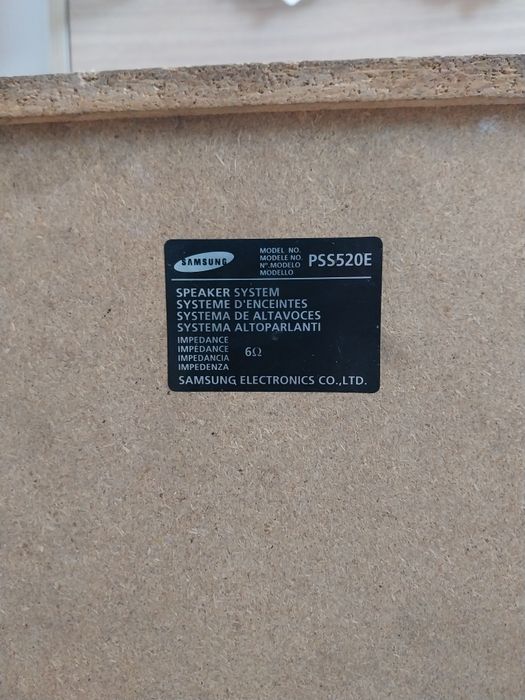 SAMSUNG
MODEL NO.
MODELE NO.
Nº.MODELO
MODELLO
PSS520E
SPEAKER SYSTEM
SYSTEME D'ENCEINTES
SYSTEMA DE ALTAVOCES
SYSTEMA ALTOPARLANTI
IMPEDANCE
IMPÉDANCE
IMPEDANCIA
IMPEDENZA
6Ω
SAMSUNG ELECTRONICS CO.,LTD.